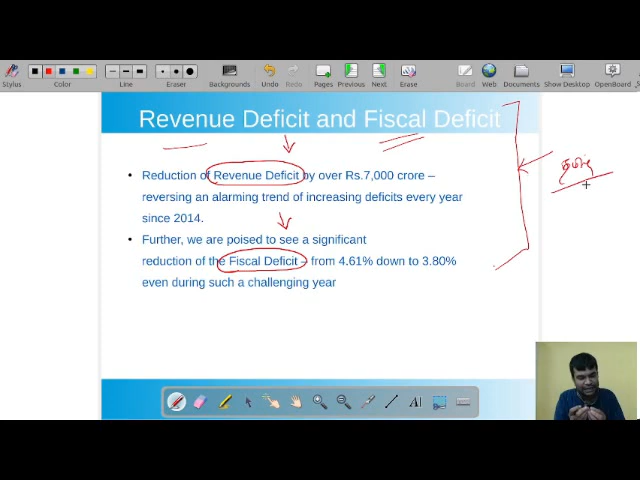 Stylus
Color
Line
Eraser
Backgrounds
Undo
Redo
Pages
Previous
Next
Erase
Board
Web
Documents
Show Desktop
OpenBoard
Revenue Deficit and Fiscal Deficit
• Reduction of Revenue Deficit by over Rs.7,000 crore –
reversing an alarming trend of increasing deficits every year
since 2014.
• Further, we are poised to see a significant
reduction of the Fiscal Deficit – from 4.61% down to 3.80%
even during such a challenging year